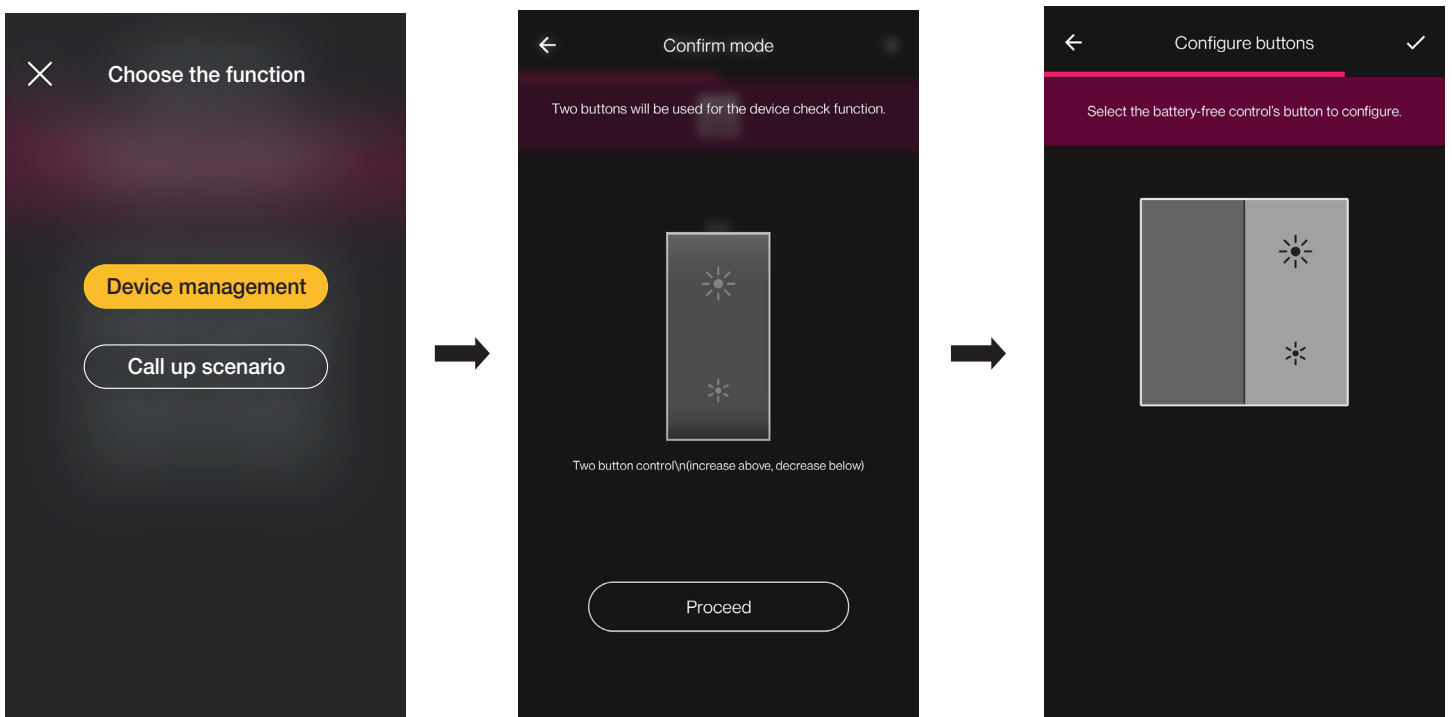 Choose the function
Device management
Call up scenario
Confirm mode
Two buttons will be used for the device check function.
Two button control\n(increase above, decrease below)
Proceed
Configure buttons
Select the battery-free control's button to configure.